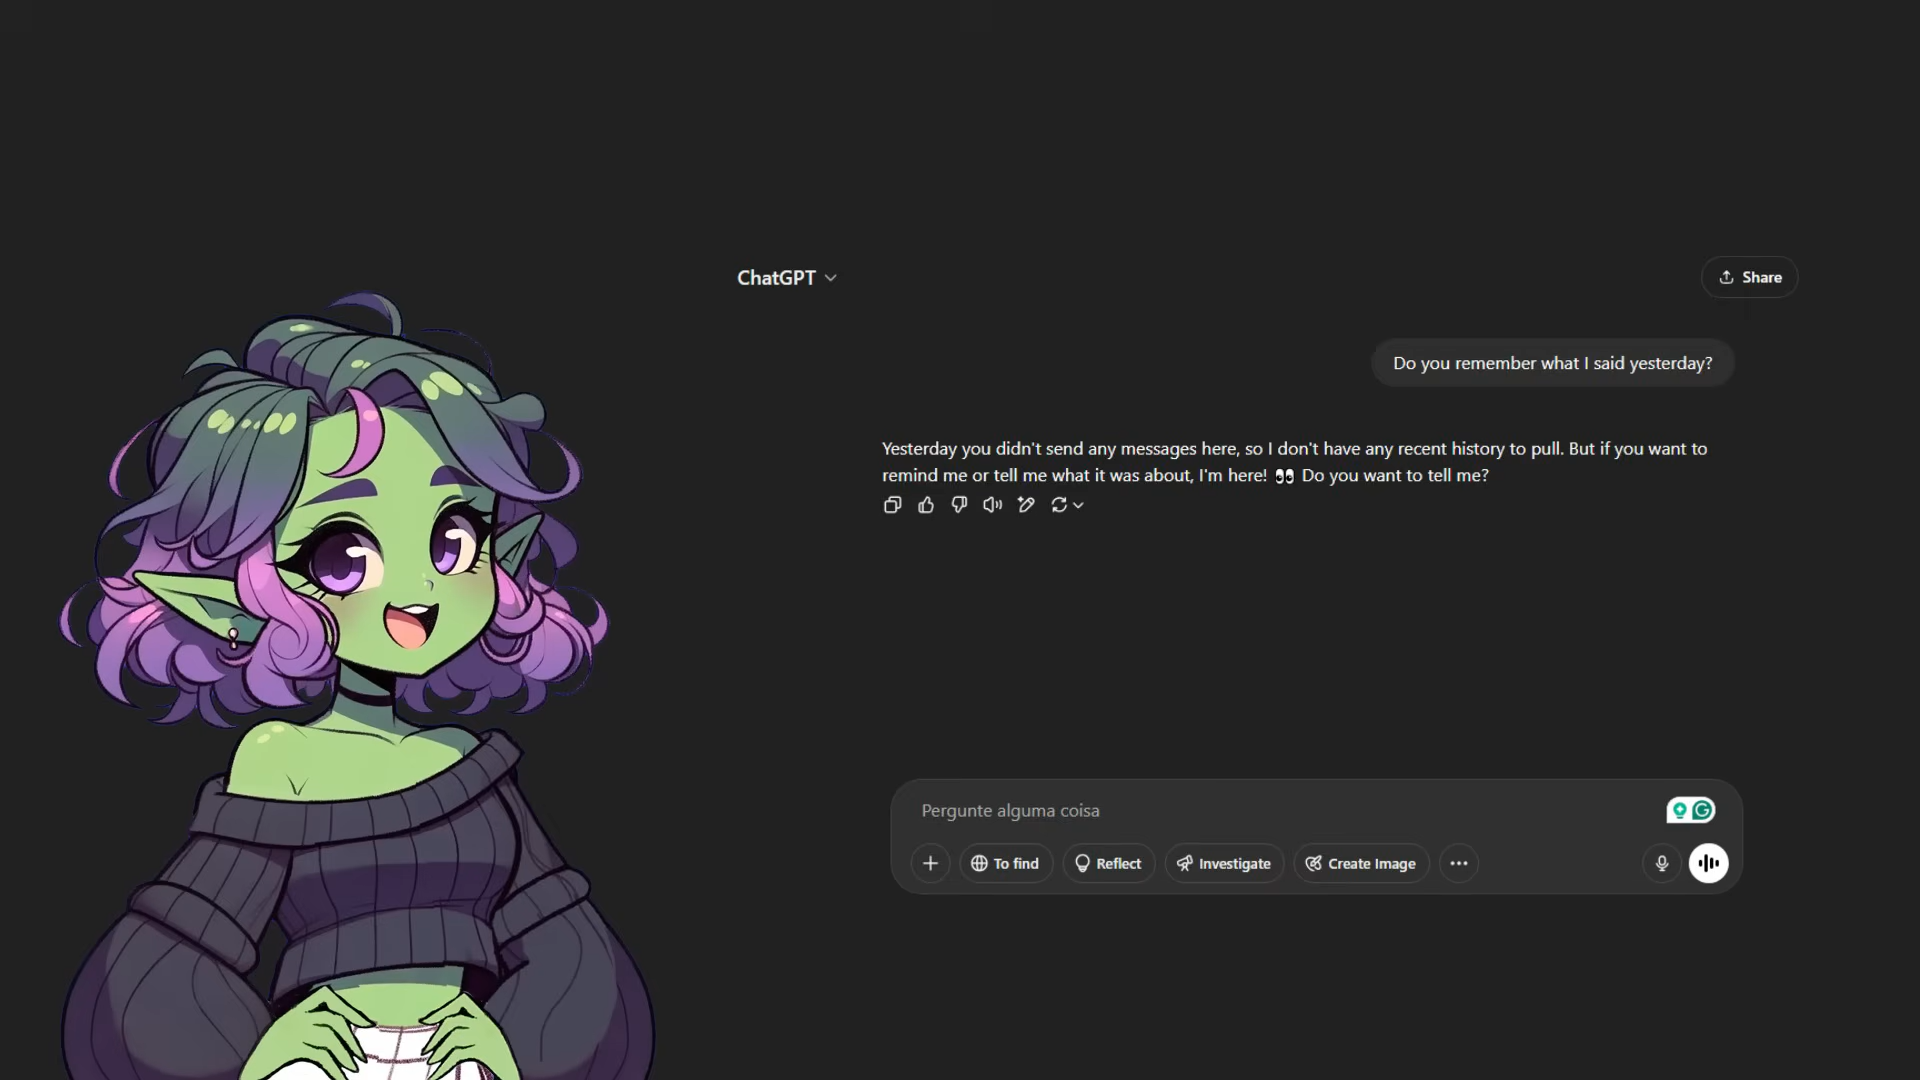 ChatGPT
Share
Do you remember what I said yesterday?
Yesterday you didn't send any messages here, so I don't have any recent history to pull. But if you want to
remind me or tell me what it was about, I'm here! 👀 Do you want to tell me?
Pergunte alguma coisa
To find
Reflect
Investigate
Create Image